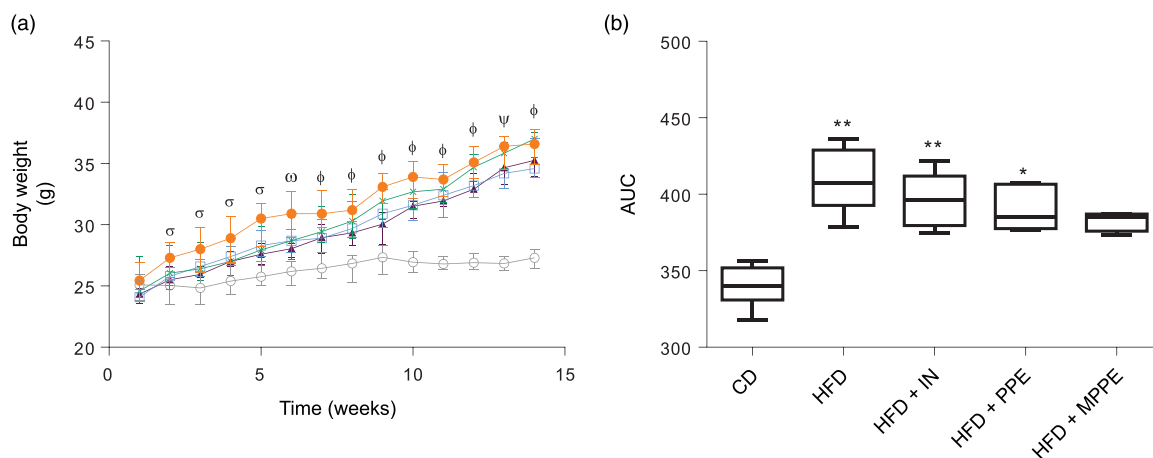 (a)
(b)
45
40
35
30
25
20
Body weight
(g)
σ
σ
σ
σ
ω
ϕ
ϕ
ϕ
ϕ
ϕ
ϕ
ψ
ϕ
0
5
10
15
Time (weeks)
500
450
400
350
300
AUC
**
**
*
CD
HFD
HFD + IN
HFD + PPE
HFD + MPPE